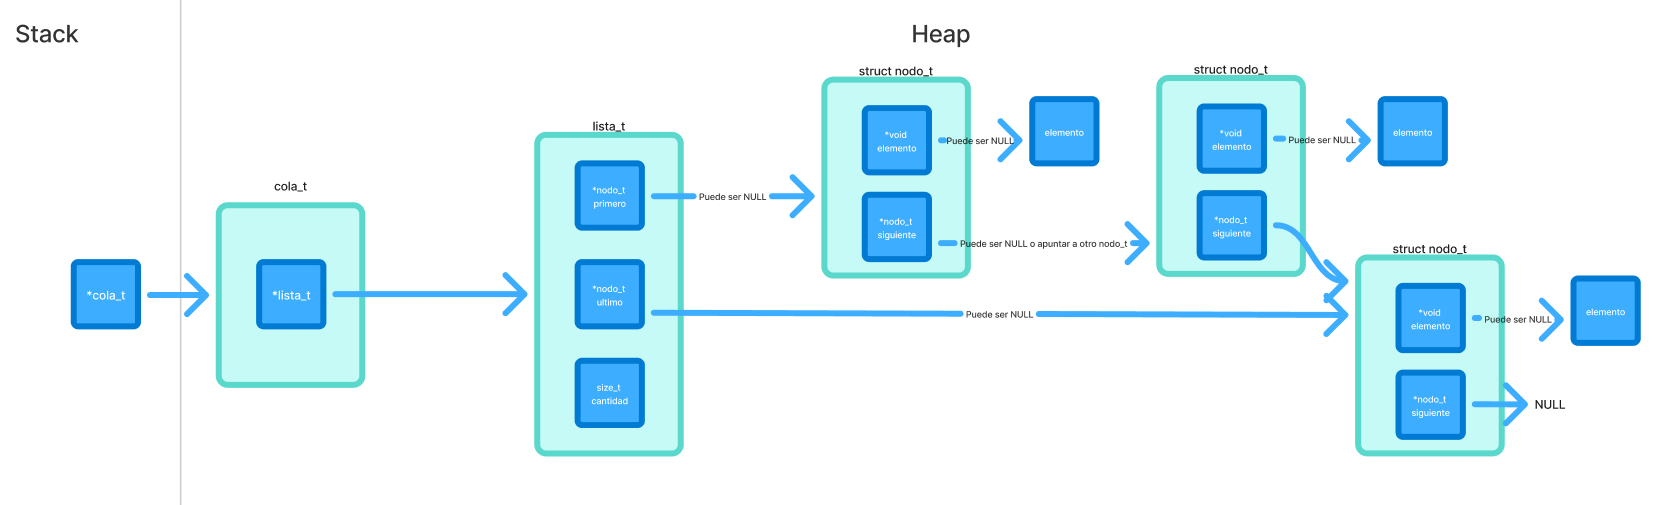 Stack
Heap
*cola_t
cola_t
*lista_t
lista_t
*nodo_t
primero
*nodo_t
ultimo
size_t
cantidad
Puede ser NULL
struct nodo_t
*void
elemento
*nodo_t
siguiente
Puede ser NULL
elemento
Puede ser NULL o apuntar a otro nodo_t
struct nodo_t
*void
elemento
*nodo_t
siguiente
Puede ser NULL
elemento
Puede ser NULL
struct nodo_t
*void
elemento
*nodo_t
siguiente
Puede ser NULL
elemento
NULL